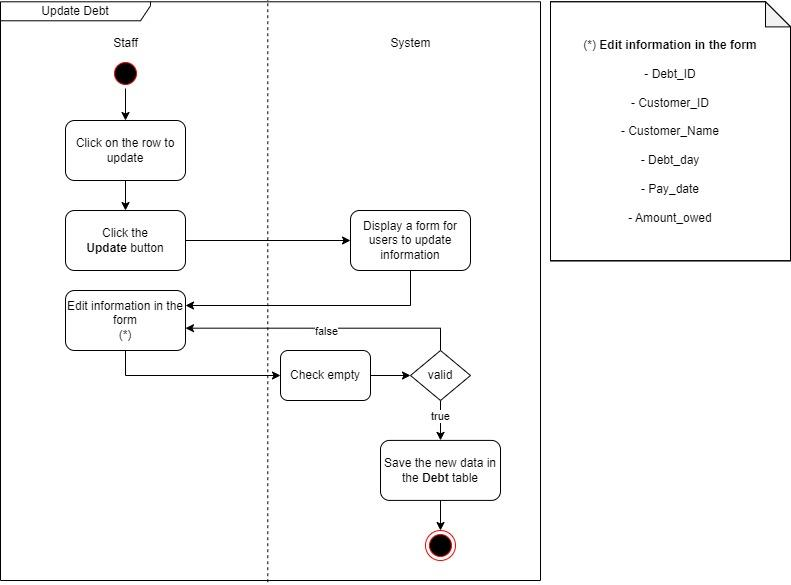 Update Debt
Staff
System
Click on the row to
update
Click the
Update button
Display a form for
users to update
information
Edit information in the
form
(*)
false
Check empty
valid
true
Save the new data in
the Debt table
(*) Edit information in the form
- Debt_ID
- Customer_ID
- Customer_Name
- Debt_day
- Pay_date
- Amount_owed